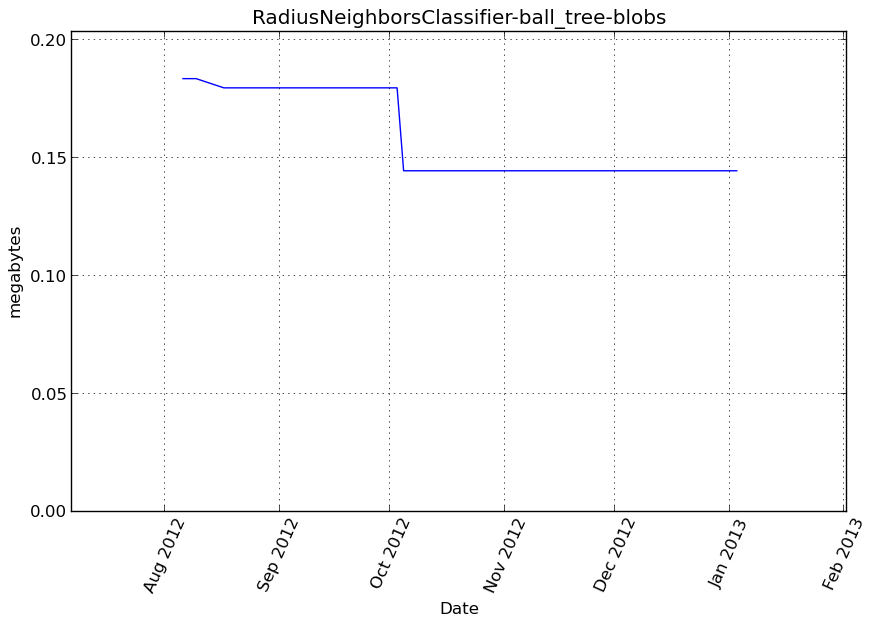 RadiusNeighborsClassifier-ball_tree-blobs
0.20
0.15
0.10
0.05
0.00
megabytes
Aug 2012
Sep 2012
Oct 2012
Nov 2012
Dec 2012
Jan 2013
Feb 2013
Date